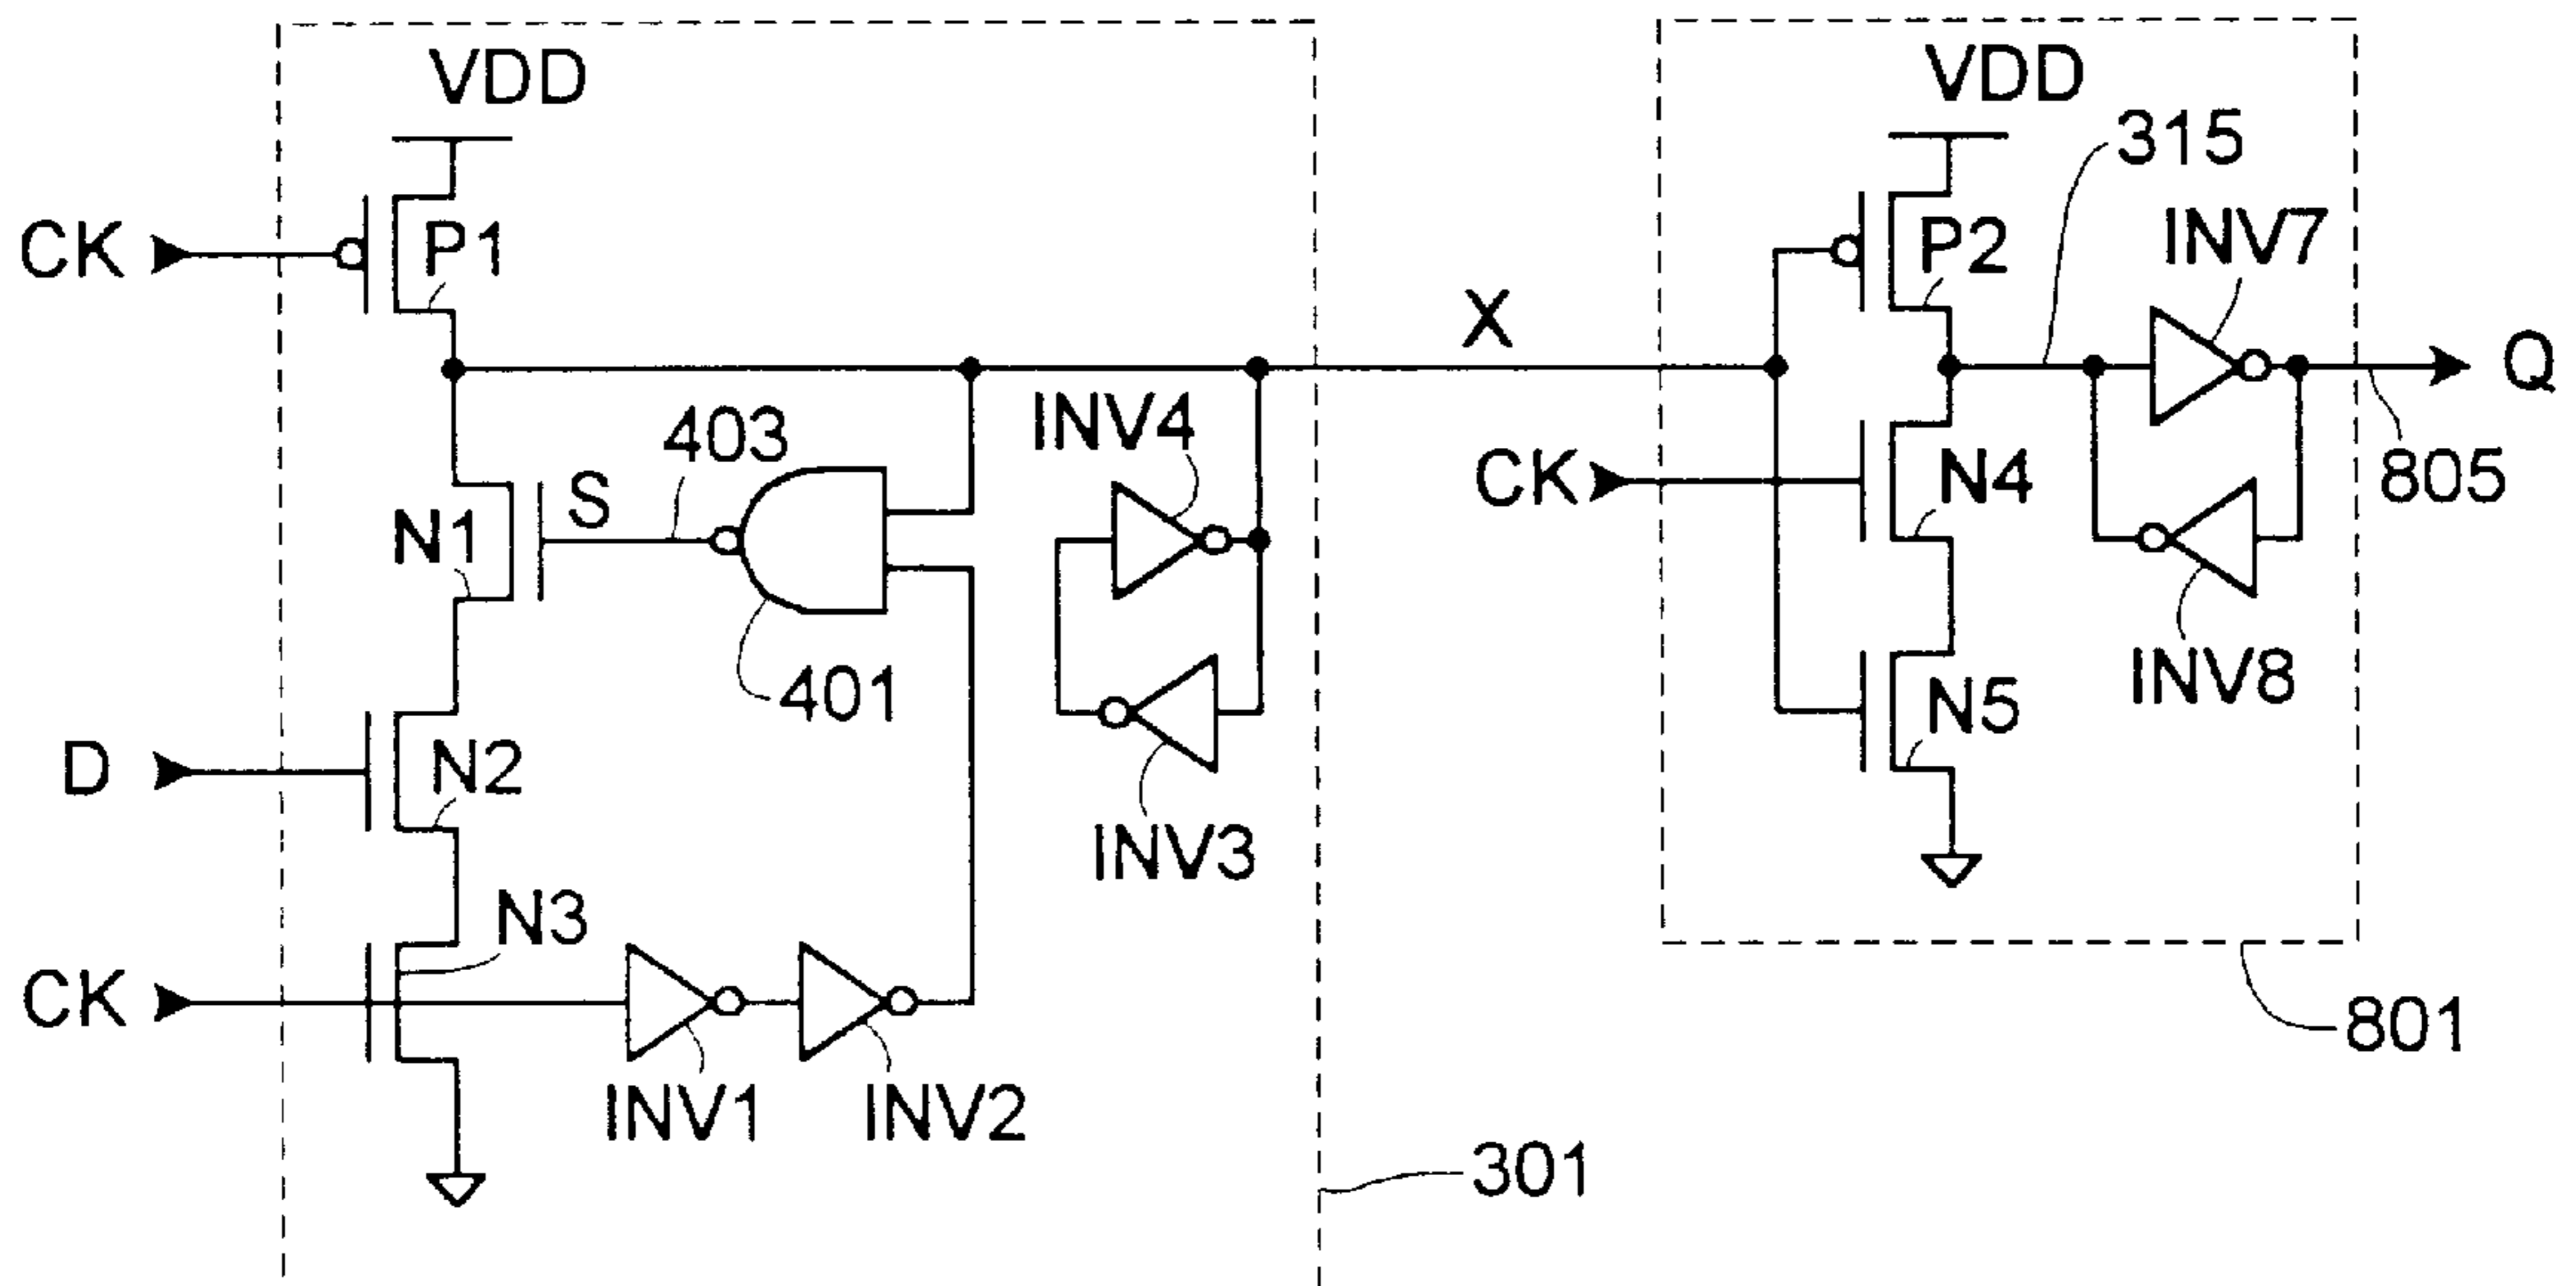 VDD
VDD
315
CK
P1
P2
INV7
X
Q
403
INV4
S
CK
N4
805
N1
401
INV8
N5
D
N2
INV3
N3
CK
801
INV1
INV2
301